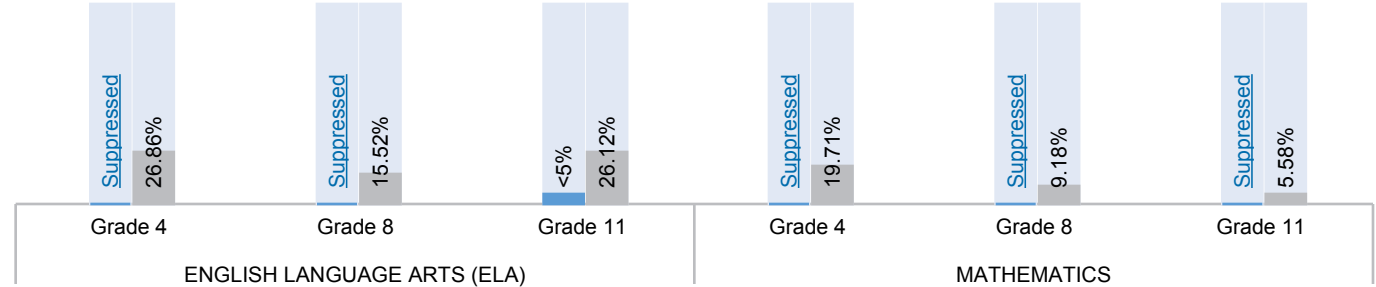 Suppressed
26.86%
Suppressed
15.52%
<5%
26.12%
Suppressed
19.71%
Suppressed
9.18%
Suppressed
5.58%
Grade 4
Grade 8
Grade 11
Grade 4
Grade 8
Grade 11
ENGLISH LANGUAGE ARTS (ELA)
MATHEMATICS